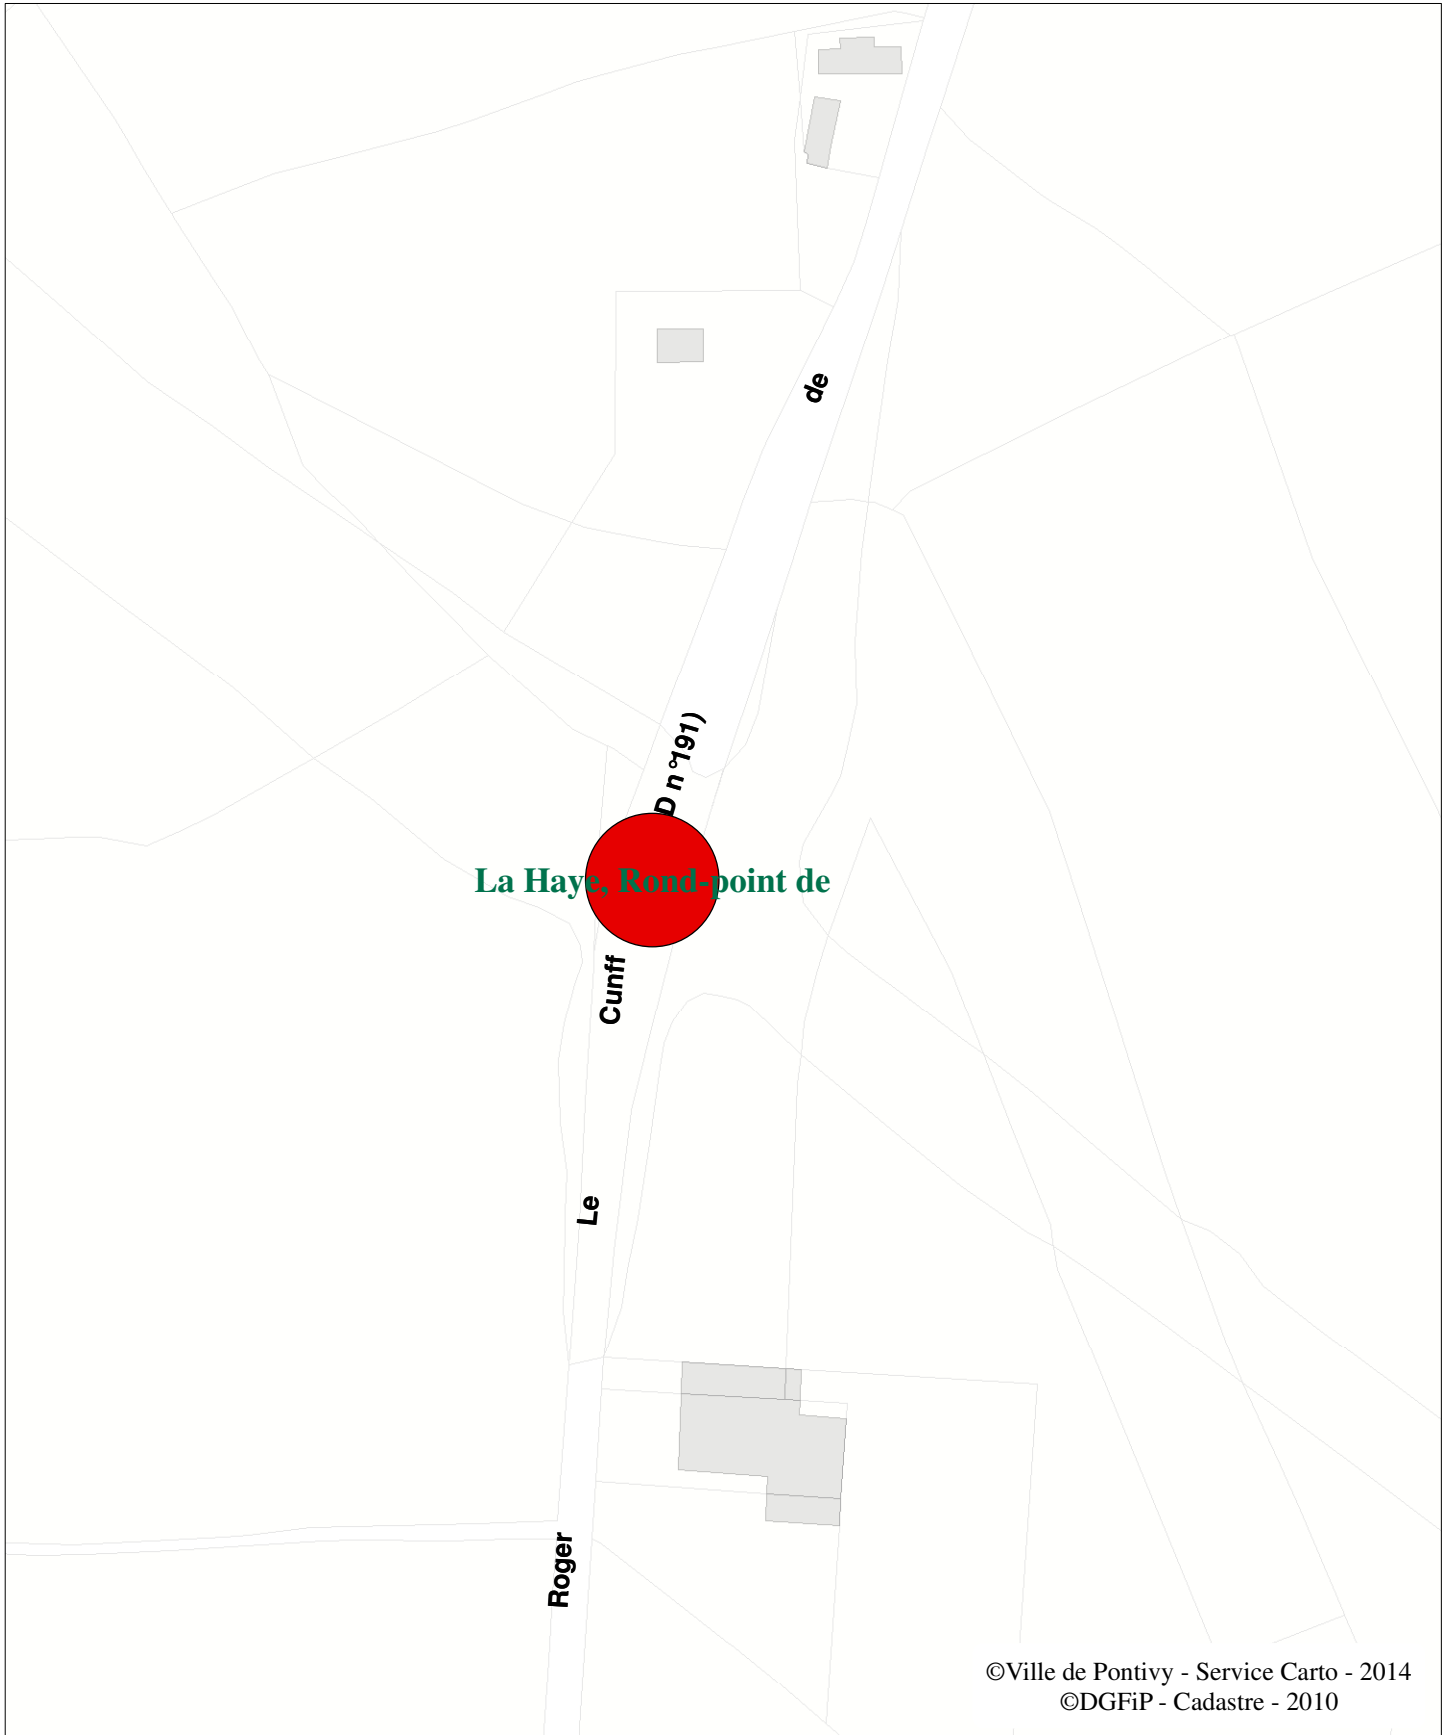 de
D n°191)
La Haye, Rond-point de
Cunff
Le
Roger
©Ville de Pontivy - Service Carto - 2014
©DGFiP - Cadastre - 2010